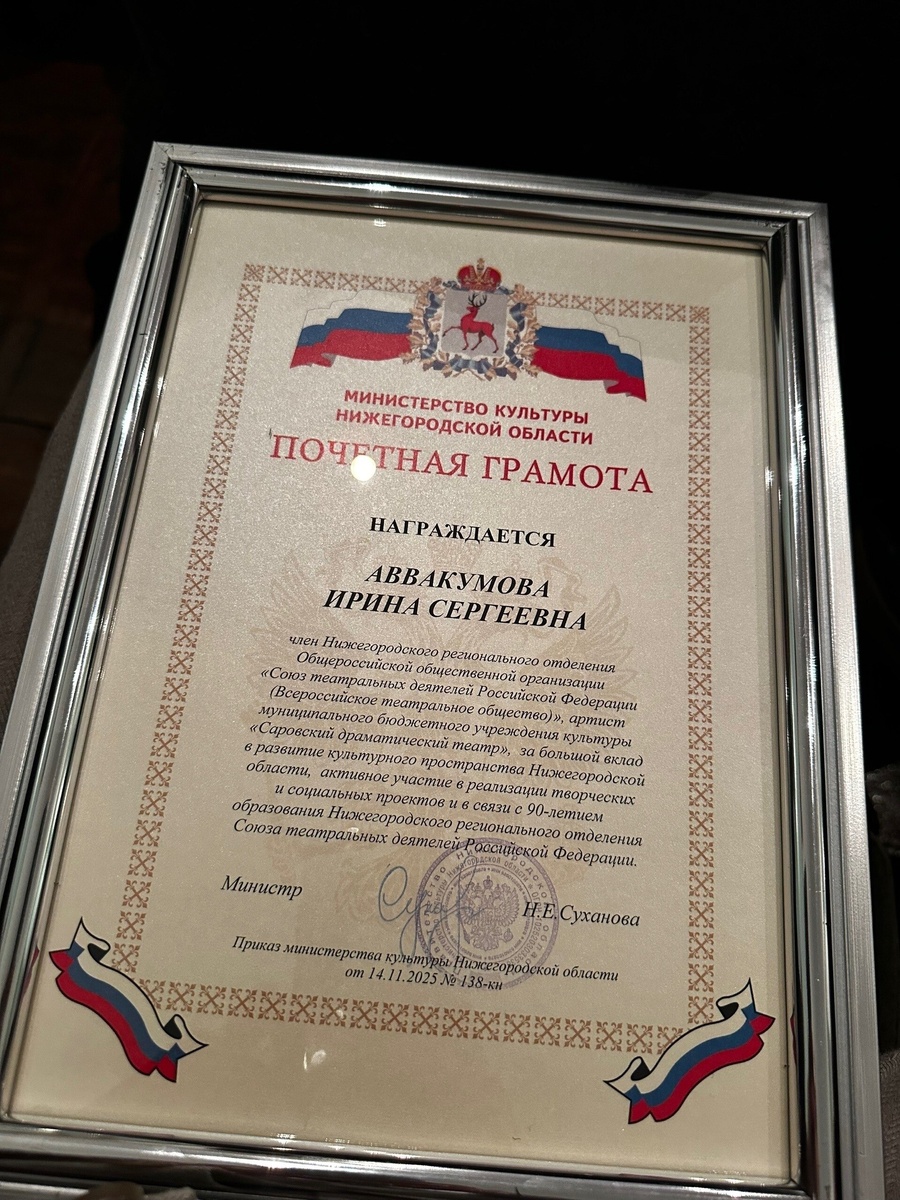 МИНИСТЕРСТВО КУЛЬТУРЫ
НИЖЕГОРОДСКОЙ ОБЛАСТИ
ПОЧЕТНАЯ ГРАМОТА
НАГРАЖДАЕТСЯ
АВВАКУМОВА
ИРИНА СЕРГЕЕВНА
член Нижегородского регионального отделения
Общероссийской общественной организации
«Союз театральных деятелей Российской Федерации
(Всероссийское театральное общество)», артист
муниципального бюджетного учреждения культуры
«Саровский драматический театр», за большой вклад
в развитие культурного пространства Нижегородской
области, активное участие в реализации творческих
и социальных проектов и в связи с 90-летием
образования Нижегородского регионального отделения
Союза театральных деятелей Российской Федерации.
Министр Н.Е.Суханова
Приказ министерства культуры Нижегородской области
от 14.11.2025 № 138-кн